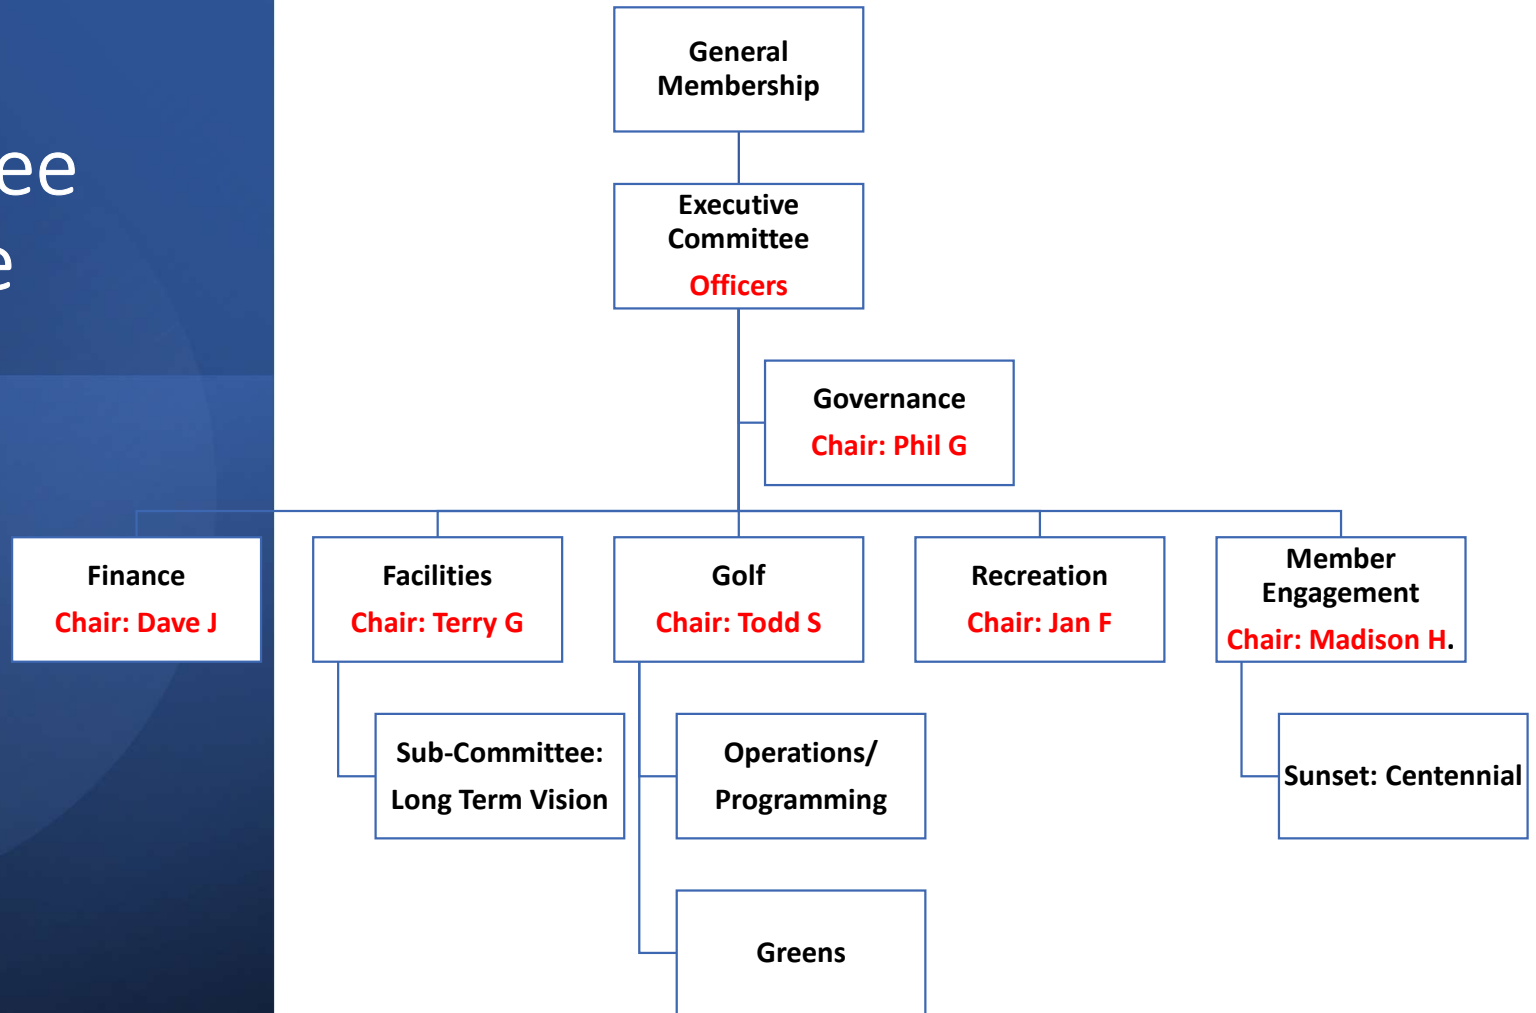 General
Membership
Executive
Committee
Officers
Governance
Chair: Phil G
Finance
Chair: Dave J
Facilities
Chair: Terry G
Golf
Chair: Todd S
Recreation
Chair: Jan F
Member
Engagement
Chair: Madison H.
Sub-Committee:
Long Term Vision
Operations/
Programming
Sunset: Centennial
Greens